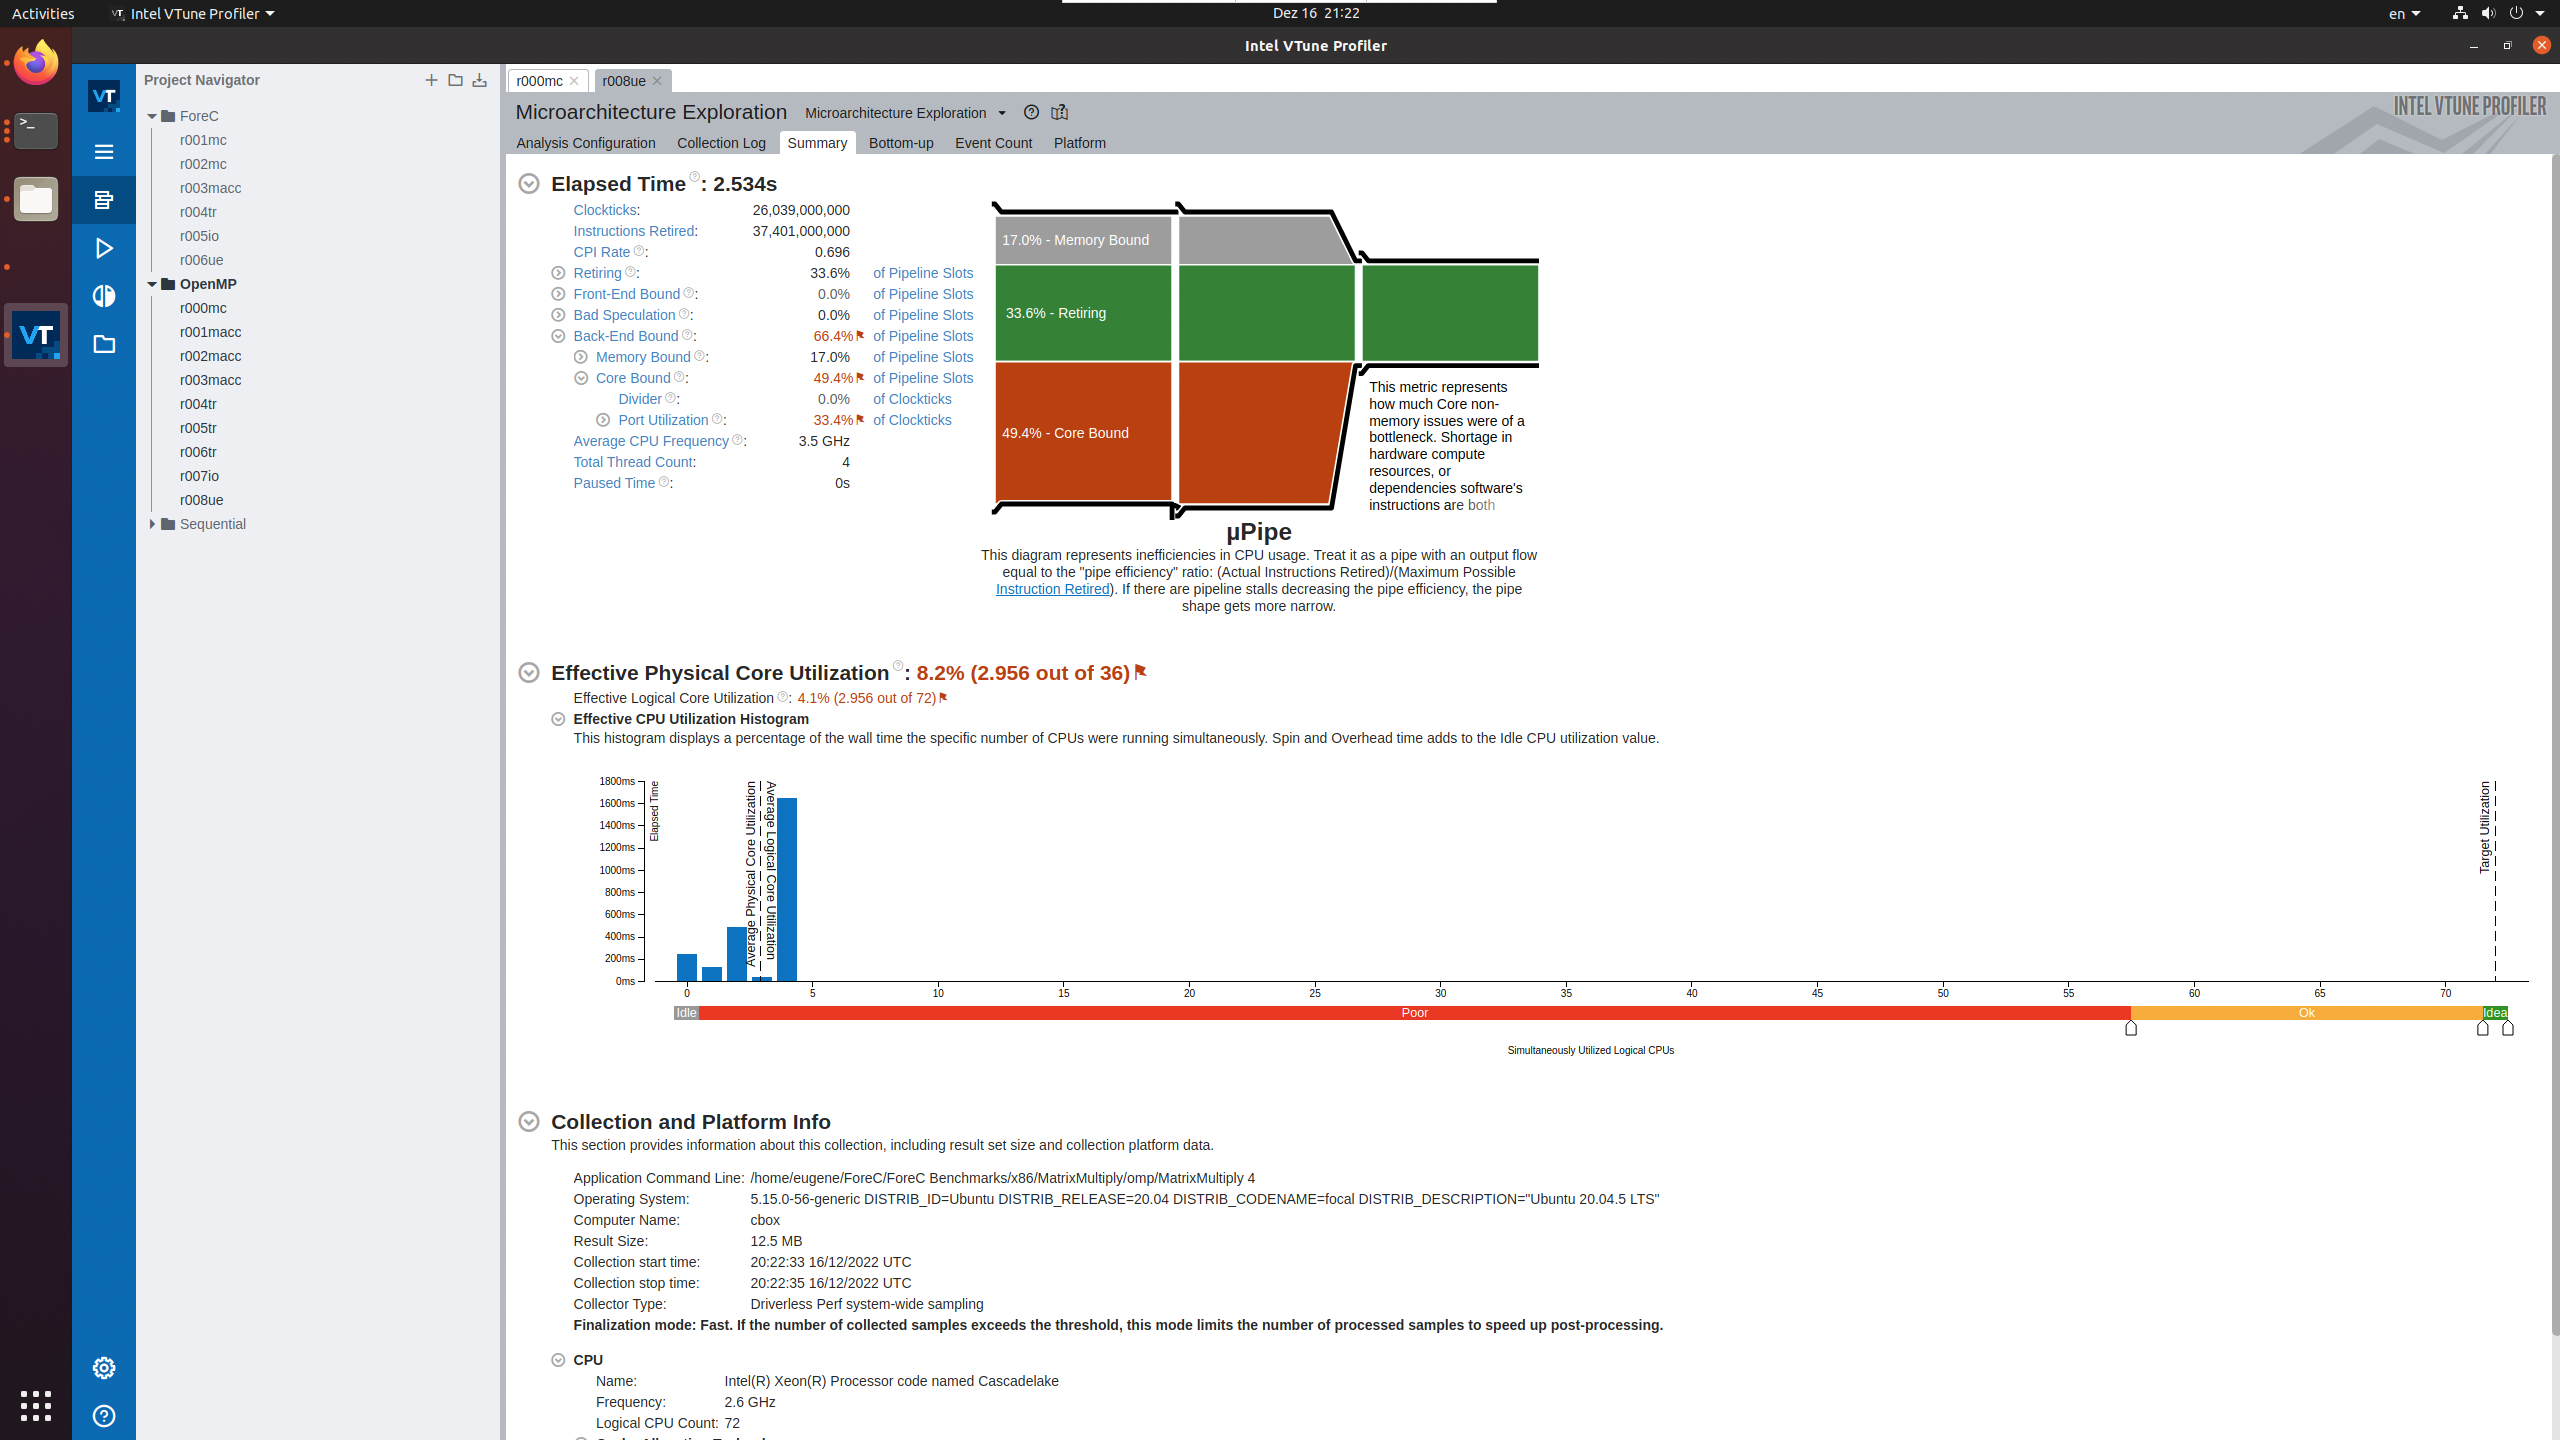 Activities
Intel VTune Profiler
Dez 16 21:22
en
Intel VTune Profiler
Project Navigator
ForeC
r001mc
r002mc
r003macc
r004tr
r005io
r006ue
OpenMP
r000mc
r001macc
r002macc
r003macc
r004tr
r005tr
r006tr
r007io
r008ue
Sequential
r000mc
r008ue
Microarchitecture Exploration Microarchitecture Exploration
INTEL VTUNE PROFILER
Analysis Configuration Collection Log Summary Bottom-up Event Count Platform
Elapsed Time: 2.534s
Clockticks: 26,039,000,000
Instructions Retired: 37,401,000,000
CPI Rate: 0.696
Retiring: 33.6% of Pipeline Slots
Front-End Bound: 0.0% of Pipeline Slots
Bad Speculation: 0.0% of Pipeline Slots
Back-End Bound: 66.4% of Pipeline Slots
Memory Bound: 17.0% of Pipeline Slots
Core Bound: 49.4% of Pipeline Slots
Divider: 0.0% of Clockticks
Port Utilization: 33.4% of Clockticks
Average CPU Frequency: 3.5 GHz
Total Thread Count: 4
Paused Time: 0s
17.0% - Memory Bound
33.6% - Retiring
49.4% - Core Bound
This metric represents
how much Core non-
memory issues were of a
bottleneck. Shortage in
hardware compute
resources, or
dependencies software's
instructions are both
µPipe
This diagram represents inefficiencies in CPU usage. Treat it as a pipe with an output flow
equal to the "pipe efficiency" ratio: (Actual Instructions Retired)/(Maximum Possible
Instruction Retired). If there are pipeline stalls decreasing the pipe efficiency, the pipe
shape gets more narrow.
Effective Physical Core Utilization: 8.2% (2.956 out of 36)
Effective Logical Core Utilization: 4.1% (2.956 out of 72)
Effective CPU Utilization Histogram
This histogram displays a percentage of the wall time the specific number of CPUs were running simultaneously. Spin and Overhead time adds to the Idle CPU utilization value.
1800ms
1600ms
1400ms
1200ms
1000ms
800ms
600ms
400ms
200ms
0ms
Elapsed Time
Average Physical Core Utilization
Average Logical Core Utilization
Target Utilization
0 5 10 15 20 25 30 35 40 45 50 55 60 65 70
Idle Poor Ok Idea
Simultaneously Utilized Logical CPUs
Collection and Platform Info
This section provides information about this collection, including result set size and collection platform data.
Application Command Line: /home/eugene/ForeC/ForeC Benchmarks/x86/MatrixMultiply/omp/MatrixMultiply 4
Operating System: 5.15.0-56-generic DISTRIB_ID=Ubuntu DISTRIB_RELEASE=20.04 DISTRIB_CODENAME=focal DISTRIB_DESCRIPTION="Ubuntu 20.04.5 LTS"
Computer Name: cbox
Result Size: 12.5 MB
Collection start time: 20:22:33 16/12/2022 UTC
Collection stop time: 20:22:35 16/12/2022 UTC
Collector Type: Driverless Perf system-wide sampling
Finalization mode: Fast. If the number of collected samples exceeds the threshold, this mode limits the number of processed samples to speed up post-processing.
CPU
Name: Intel(R) Xeon(R) Processor code named Cascadelake
Frequency: 2.6 GHz
Logical CPU Count: 72